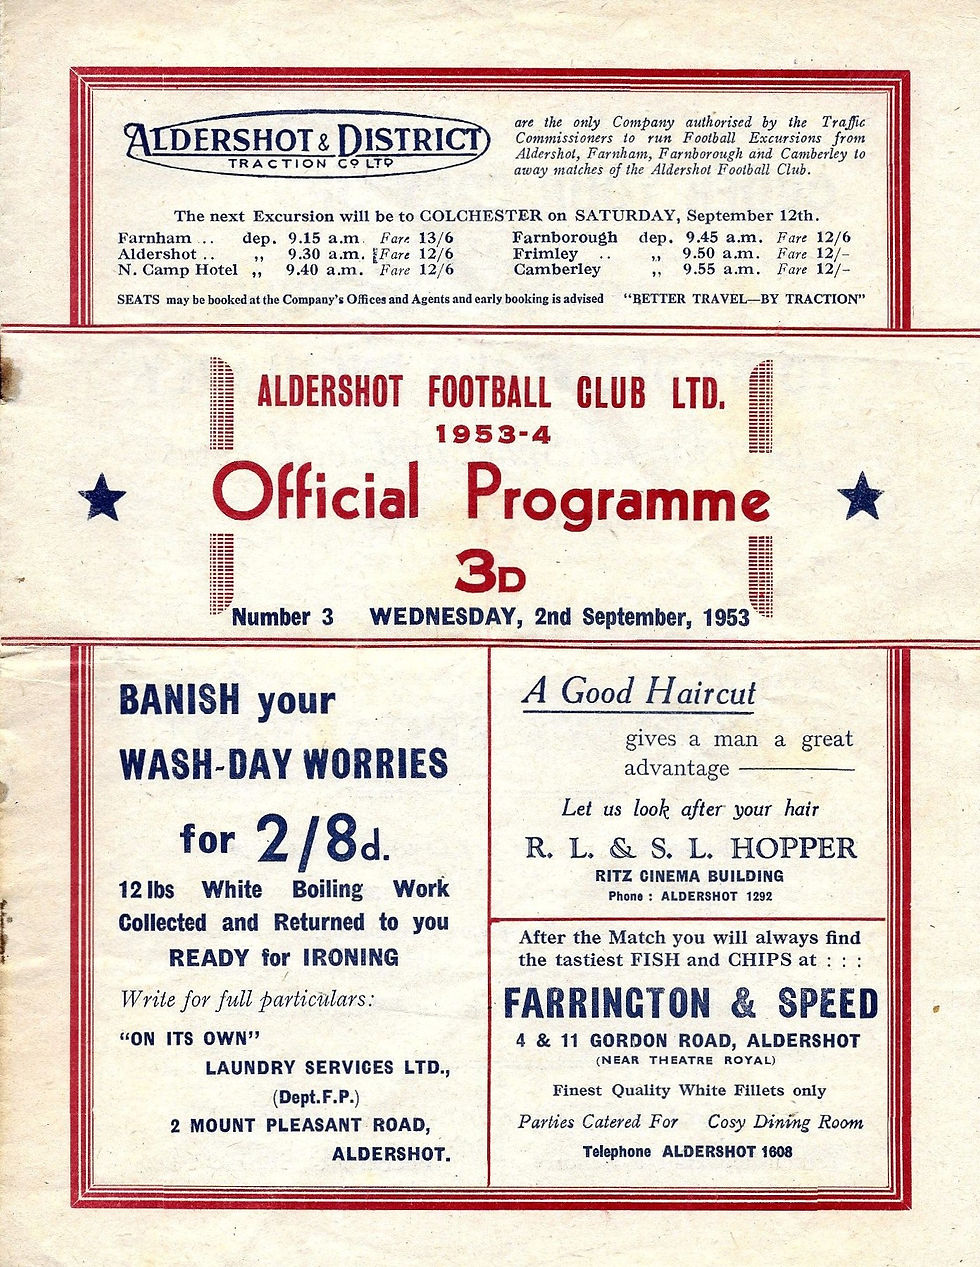 ALDERSHOT & DISTRICT
TRACTION CO LTD
are the only Company authorised by the Traffic
Commissioners to run Football Excursions from
Aldershot, Farnham, Farnborough and Camberley to
away matches of the Aldershot Football Club.
The next Excursion will be to COLCHESTER on SATURDAY, September 12th.
Farnham .. dep. 9.15 a.m. Fare 13/6
Aldershot .. ,, 9.30 a.m. Fare 12/6
N. Camp Hotel ,, 9.40 a.m. Fare 12/6
Farnborough dep. 9.45 a.m. Fare 12/6
Frimley .. ,, 9.50 a.m. Fare 12/-
Camberley ,, 9.55 a.m. Fare 12/-
SEATS may be booked at the Company's Offices and Agents and early booking is advised "BETTER TRAVEL—BY TRACTION"
ALDERSHOT FOOTBALL CLUB LTD.
1953-4
Official Programme
3D
Number 3 WEDNESDAY, 2nd September, 1953
BANISH your
WASH-DAY WORRIES
for 2/8d.
12 lbs White Boiling Work
Collected and Returned to you
READY for IRONING
Write for full particulars:
"ON ITS OWN"
LAUNDRY SERVICES LTD.,
(Dept.F.P.)
2 MOUNT PLEASANT ROAD,
ALDERSHOT.
A Good Haircut
gives a man a great
advantage ———
Let us look after your hair
R. L. & S. L. HOPPER
RITZ CINEMA BUILDING
Phone : ALDERSHOT 1292
After the Match you will always find
the tastiest FISH and CHIPS at : : :
FARRINGTON & SPEED
4 & 11 GORDON ROAD, ALDERSHOT
(NEAR THEATRE ROYAL)
Finest Quality White Fillets only
Parties Catered For Cosy Dining Room
Telephone ALDERSHOT 1608